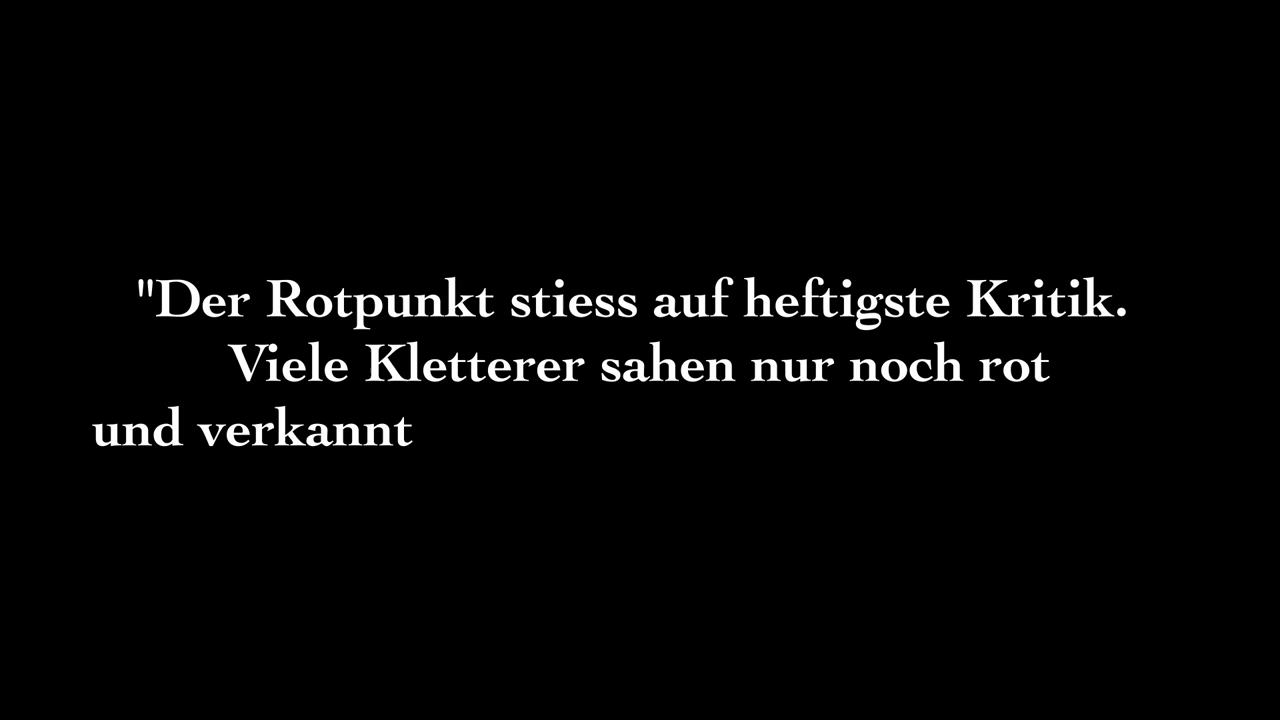 "Der Rotpunkt stiess auf heftigste Kritik.
Viele Kletterer sahen nur noch rot
und verkannt